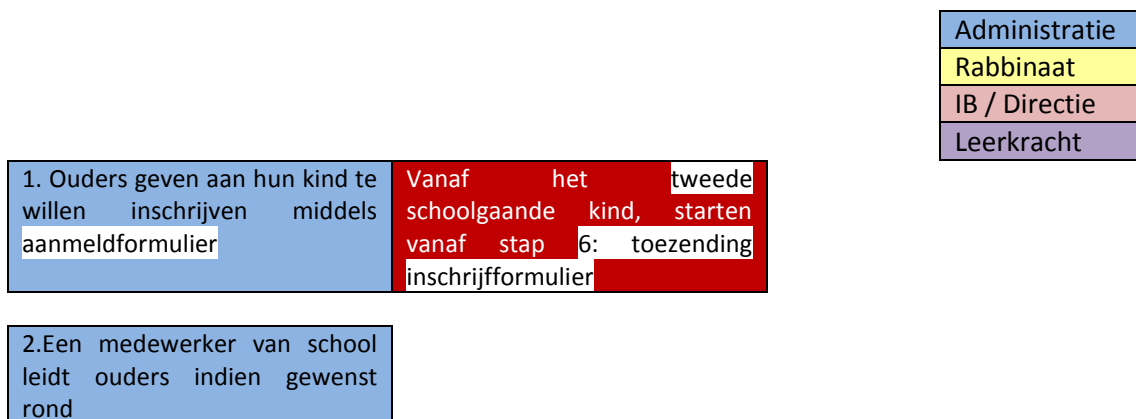 Administratie
Rabbinaat
IB / Directie
Leerkracht
1. Ouders geven aan hun kind te
willen inschrijven middels
aanmeldformulier
Vanaf het tweede
schoolgaande kind, starten
vanaf stap 6: toezending
inschrijfformulier
2.Een medewerker van school
leidt ouders indien gewenst
rond